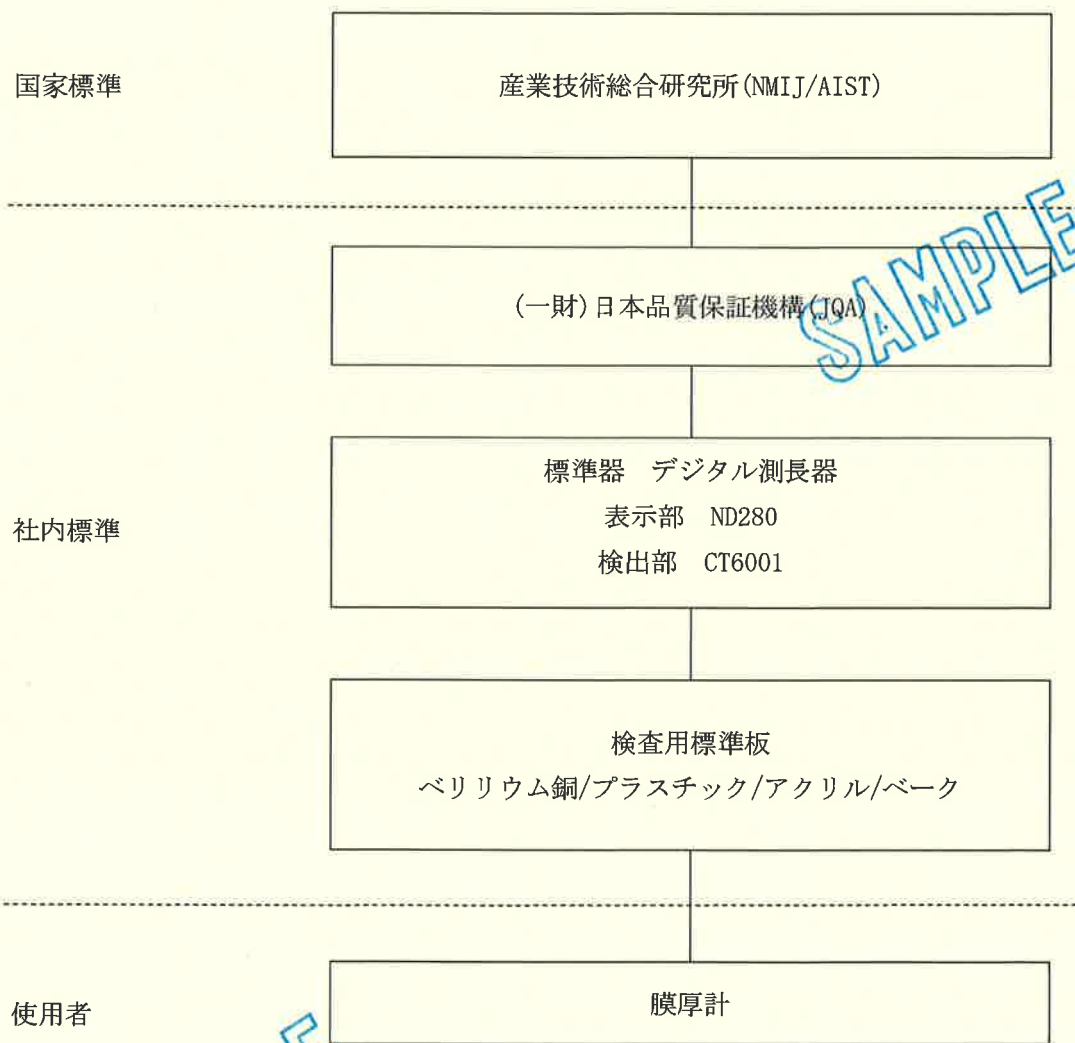 国家標準
産業技術総合研究所(NMIJ/AIST)
SAMPLE
(一財)日本品質保証機構(JQA)
社内標準
標準器　デジタル測長器
表示部　ND280
検出部　CT6001
検査用標準板
ベリリウム銅/プラスチック/アクリル/ベーク
使用者
膜厚計